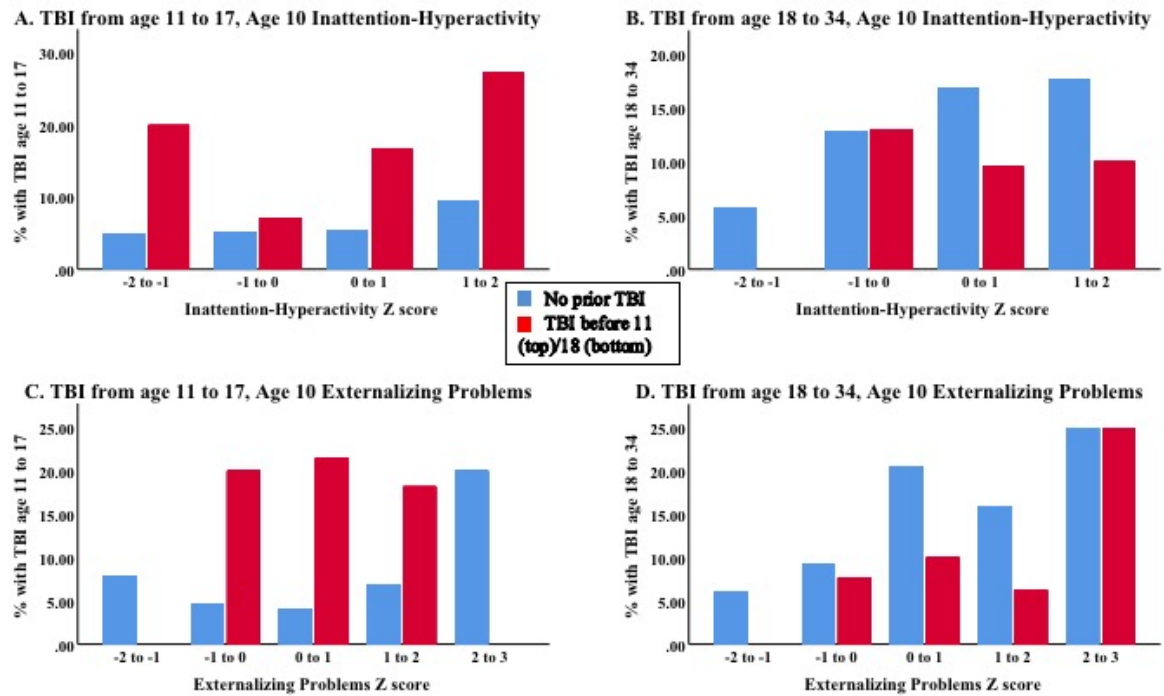 A. TBI from age 11 to 17, Age 10 Inattention-Hyperactivity
% with TBI age 11 to 17
30.00
20.00
10.00
.00
-2 to -1 -1 to 0 0 to 1 1 to 2
Inattention-Hyperactivity Z score
B. TBI from age 18 to 34, Age 10 Inattention-Hyperactivity
% with TBI age 18 to 34
20.00
15.00
10.00
5.00
.00
-2 to -1 -1 to 0 0 to 1 1 to 2
Inattention-Hyperactivity Z score
No prior TBI
TBI before 11
(top)/18 (bottom)
C. TBI from age 11 to 17, Age 10 Externalizing Problems
% with TBI age 11 to 17
25.00
20.00
15.00
10.00
5.00
.00
-2 to -1 -1 to 0 0 to 1 1 to 2 2 to 3
Externalizing Problems Z score
D. TBI from age 18 to 34, Age 10 Externalizing Problems
% with TBI age 18 to 34
25.00
20.00
15.00
10.00
5.00
.00
-2 to -1 -1 to 0 0 to 1 1 to 2 2 to 3
Externalizing Problems Z score